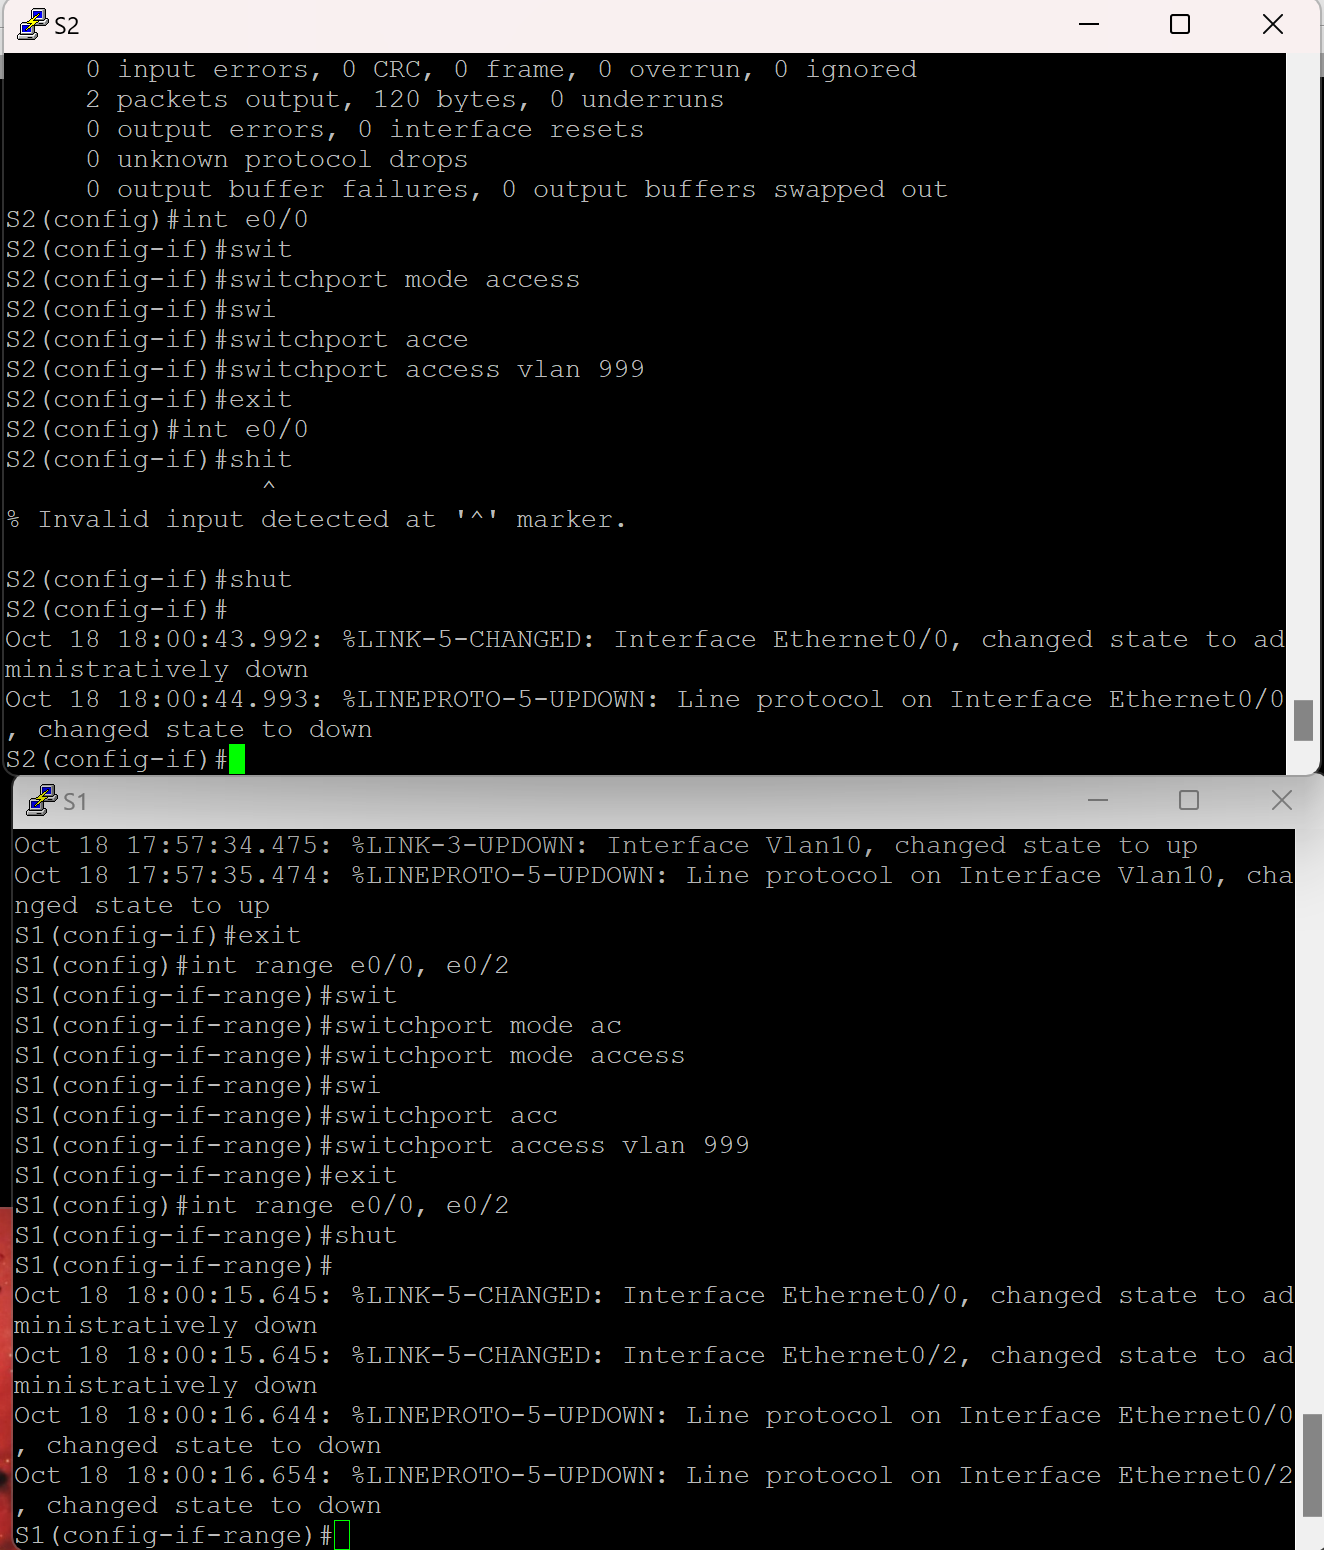 S2
0 input errors, 0 CRC, 0 frame, 0 overrun, 0 ignored
2 packets output, 120 bytes, 0 underruns
0 output errors, 0 interface resets
0 unknown protocol drops
0 output buffer failures, 0 output buffers swapped out
S2(config)#int e0/0
S2(config-if)#swit
S2(config-if)#switchport mode access
S2(config-if)#swi
S2(config-if)#switchport acce
S2(config-if)#switchport access vlan 999
S2(config-if)#exit
S2(config)#int e0/0
S2(config-if)#shit
^
% Invalid input detected at '^' marker.
S2(config-if)#shut
S2(config-if)#
Oct 18 18:00:43.992: %LINK-5-CHANGED: Interface Ethernet0/0, changed state to ad
ministratively down
Oct 18 18:00:44.993: %LINEPROTO-5-UPDOWN: Line protocol on Interface Ethernet0/0
, changed state to down
S2(config-if)#
S1
Oct 18 17:57:34.475: %LINK-3-UPDOWN: Interface Vlan10, changed state to up
Oct 18 17:57:35.474: %LINEPROTO-5-UPDOWN: Line protocol on Interface Vlan10, cha
nged state to up
S1(config-if)#exit
S1(config)#int range e0/0, e0/2
S1(config-if-range)#swit
S1(config-if-range)#switchport mode ac
S1(config-if-range)#switchport mode access
S1(config-if-range)#swi
S1(config-if-range)#switchport acc
S1(config-if-range)#switchport access vlan 999
S1(config-if-range)#exit
S1(config)#int range e0/0, e0/2
S1(config-if-range)#shut
S1(config-if-range)#
Oct 18 18:00:15.645: %LINK-5-CHANGED: Interface Ethernet0/0, changed state to ad
ministratively down
Oct 18 18:00:15.645: %LINK-5-CHANGED: Interface Ethernet0/2, changed state to ad
ministratively down
Oct 18 18:00:16.644: %LINEPROTO-5-UPDOWN: Line protocol on Interface Ethernet0/0
, changed state to down
Oct 18 18:00:16.654: %LINEPROTO-5-UPDOWN: Line protocol on Interface Ethernet0/2
, changed state to down
S1(config-if-range)#